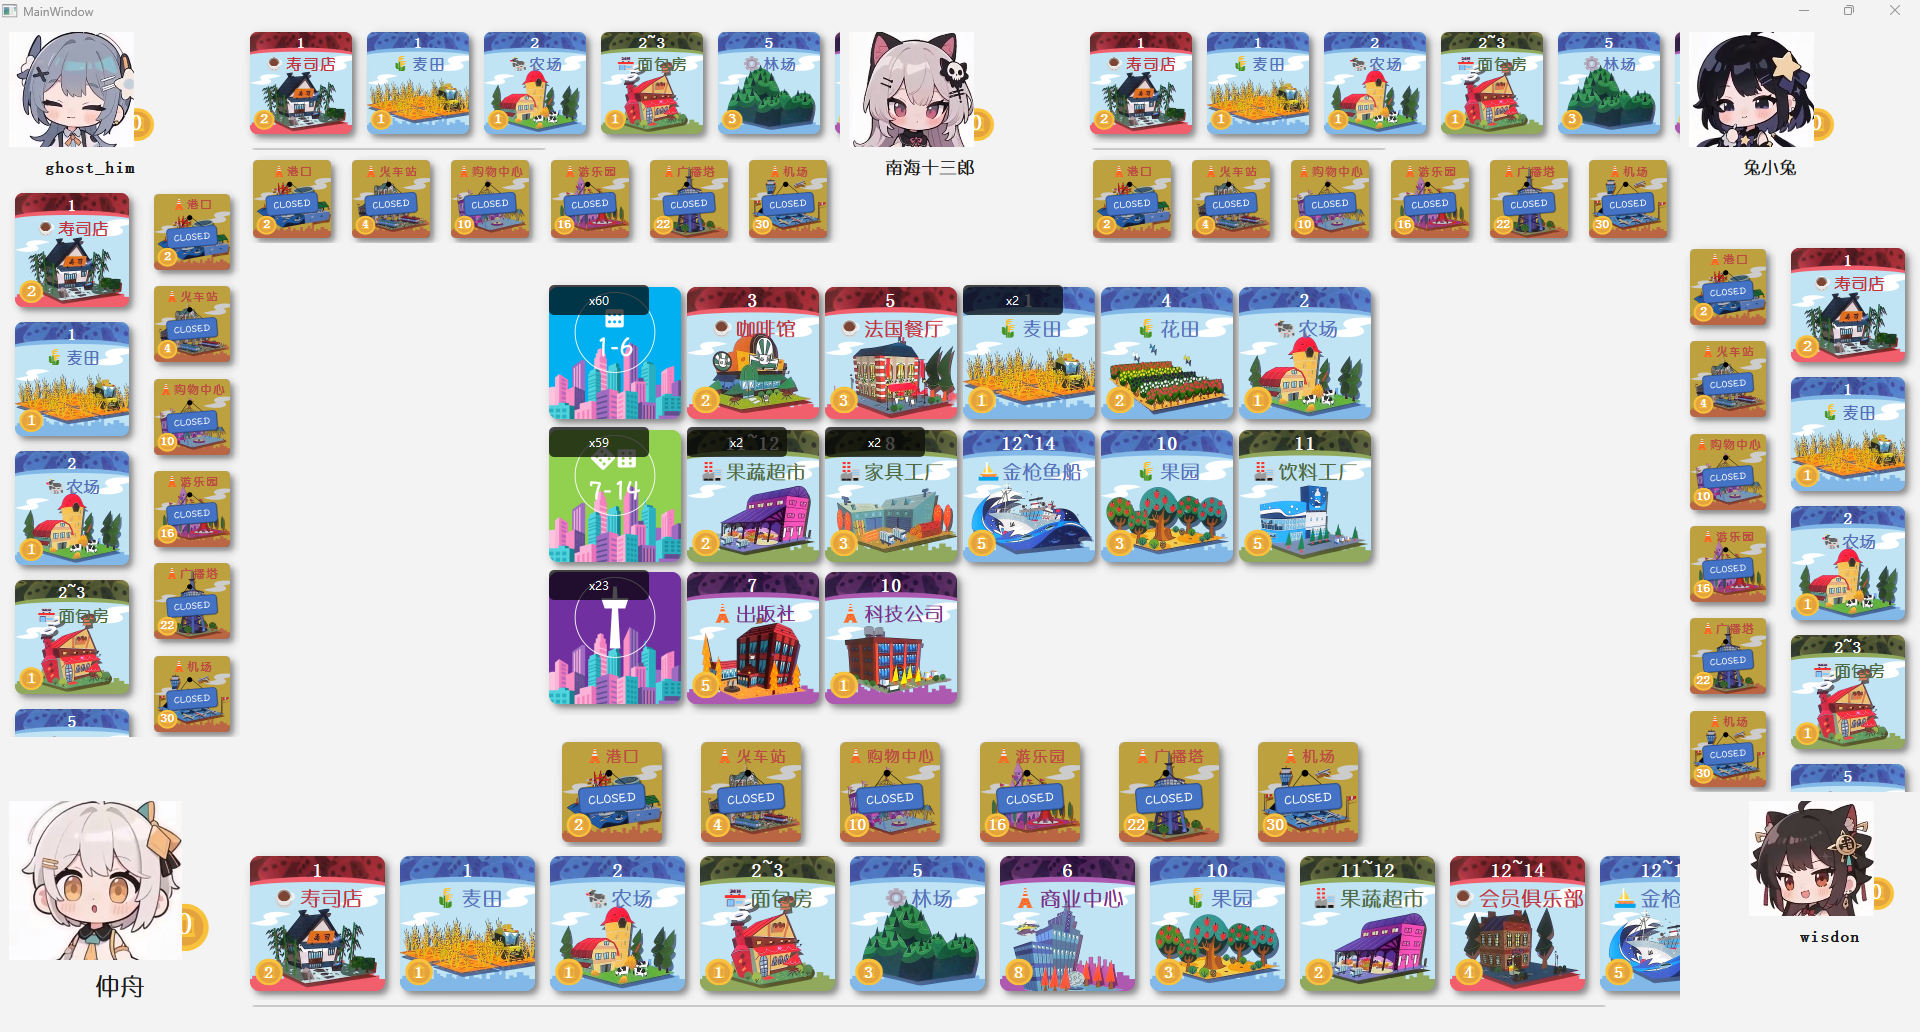 MainWindow
0
ghost_him
1
寿司店
2
1
麦田
1
2
农场
1
2~3
面包房
1
5
林场
3
港口
CLOSED
2
火车站
CLOSED
4
购物中心
CLOSED
10
游乐园
CLOSED
16
广播塔
CLOSED
22
机场
CLOSED
30
0
南海十三郎
1
寿司店
2
1
麦田
1
2
农场
1
2~3
面包房
1
5
林场
3
港口
CLOSED
2
火车站
CLOSED
4
购物中心
CLOSED
10
游乐园
CLOSED
16
广播塔
CLOSED
22
机场
CLOSED
30
0
兔小兔
1
寿司店
2
1
麦田
1
2
农场
1
2~3
面包房
1
5
港口
CLOSED
2
火车站
CLOSED
4
购物中心
CLOSED
10
游乐园
CLOSED
16
广播塔
CLOSED
22
机场
CLOSED
30
x60
1-6
3
咖啡馆
2
5
法国餐厅
3
x2
1
麦田
1
4
花田
2
2
农场
1
x59
7-14
x2
11~12
果蔬超市
2
x2
8
家具工厂
3
12~14
金枪鱼船
5
10
果园
3
11
饮料工厂
5
x23
7
出版社
5
10
科技公司
1
港口
CLOSED
2
火车站
CLOSED
4
购物中心
CLOSED
10
游乐园
CLOSED
16
广播塔
CLOSED
22
机场
CLOSED
30
1
寿司店
2
1
麦田
1
2
农场
1
2~3
面包房
1
5
港口
CLOSED
2
火车站
CLOSED
4
购物中心
CLOSED
10
游乐园
CLOSED
16
广播塔
CLOSED
22
机场
CLOSED
30
0
wisdon
0
仲舟
1
寿司店
2
1
麦田
1
2
农场
1
2~3
面包房
1
5
林场
3
6
商业中心
8
10
果园
3
11~12
果蔬超市
2
12~14
会员俱乐部
4
12~1
金枪
5